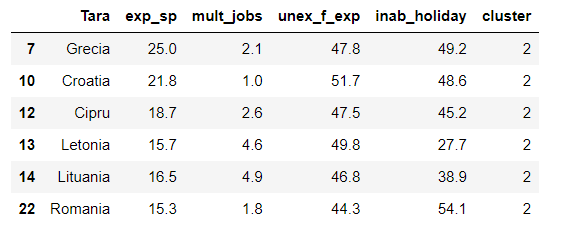 Tara exp_sp mult_jobs unex_f_exp inab_holiday cluster
7 Grecia 25.0 2.1 47.8 49.2 2
10 Croatia 21.8 1.0 51.7 48.6 2
12 Cipru 18.7 2.6 47.5 45.2 2
13 Letonia 15.7 4.6 49.8 27.7 2
14 Lituania 16.5 4.9 46.8 38.9 2
22 Romania 15.3 1.8 44.3 54.1 2